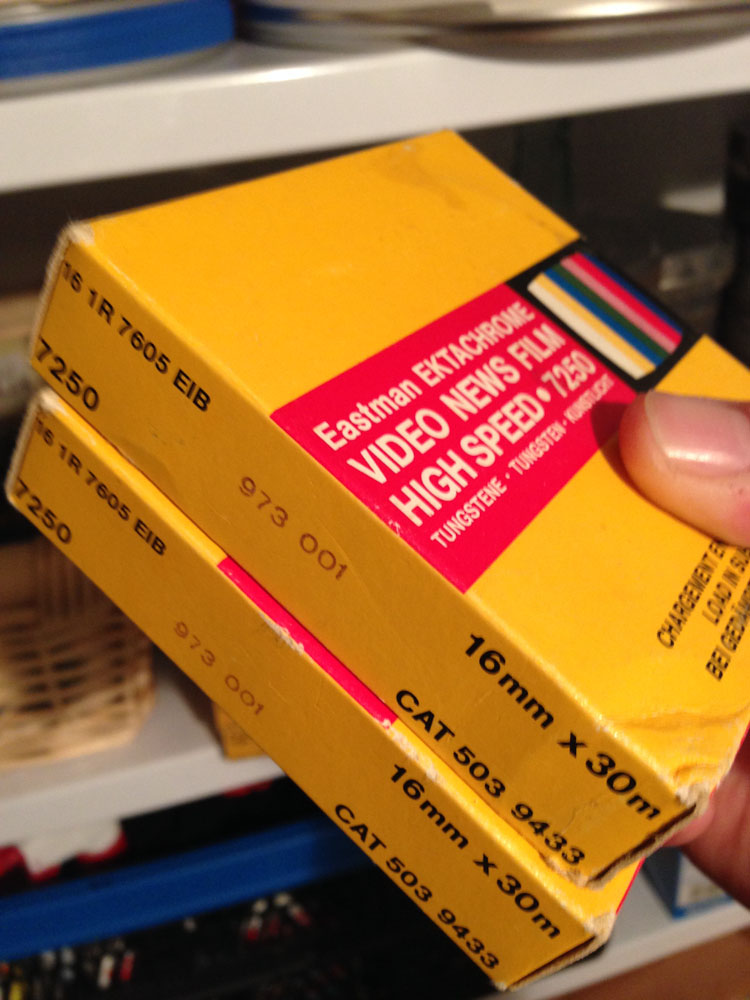 16 1R 7605 EIB
7250
973 001
16mm x 30m
CAT 503 9433
Eastman EKTACHROME
VIDEO NEWS FILM
HIGH SPEED • 7250
TUNGSTENE · TUNGSTEN · KUNSTLICHT
CHARGEMENT
LOAD IN
BEI
16 1R 7605 EIB
7250
973 001
16mm x 30m
CAT 503 9433